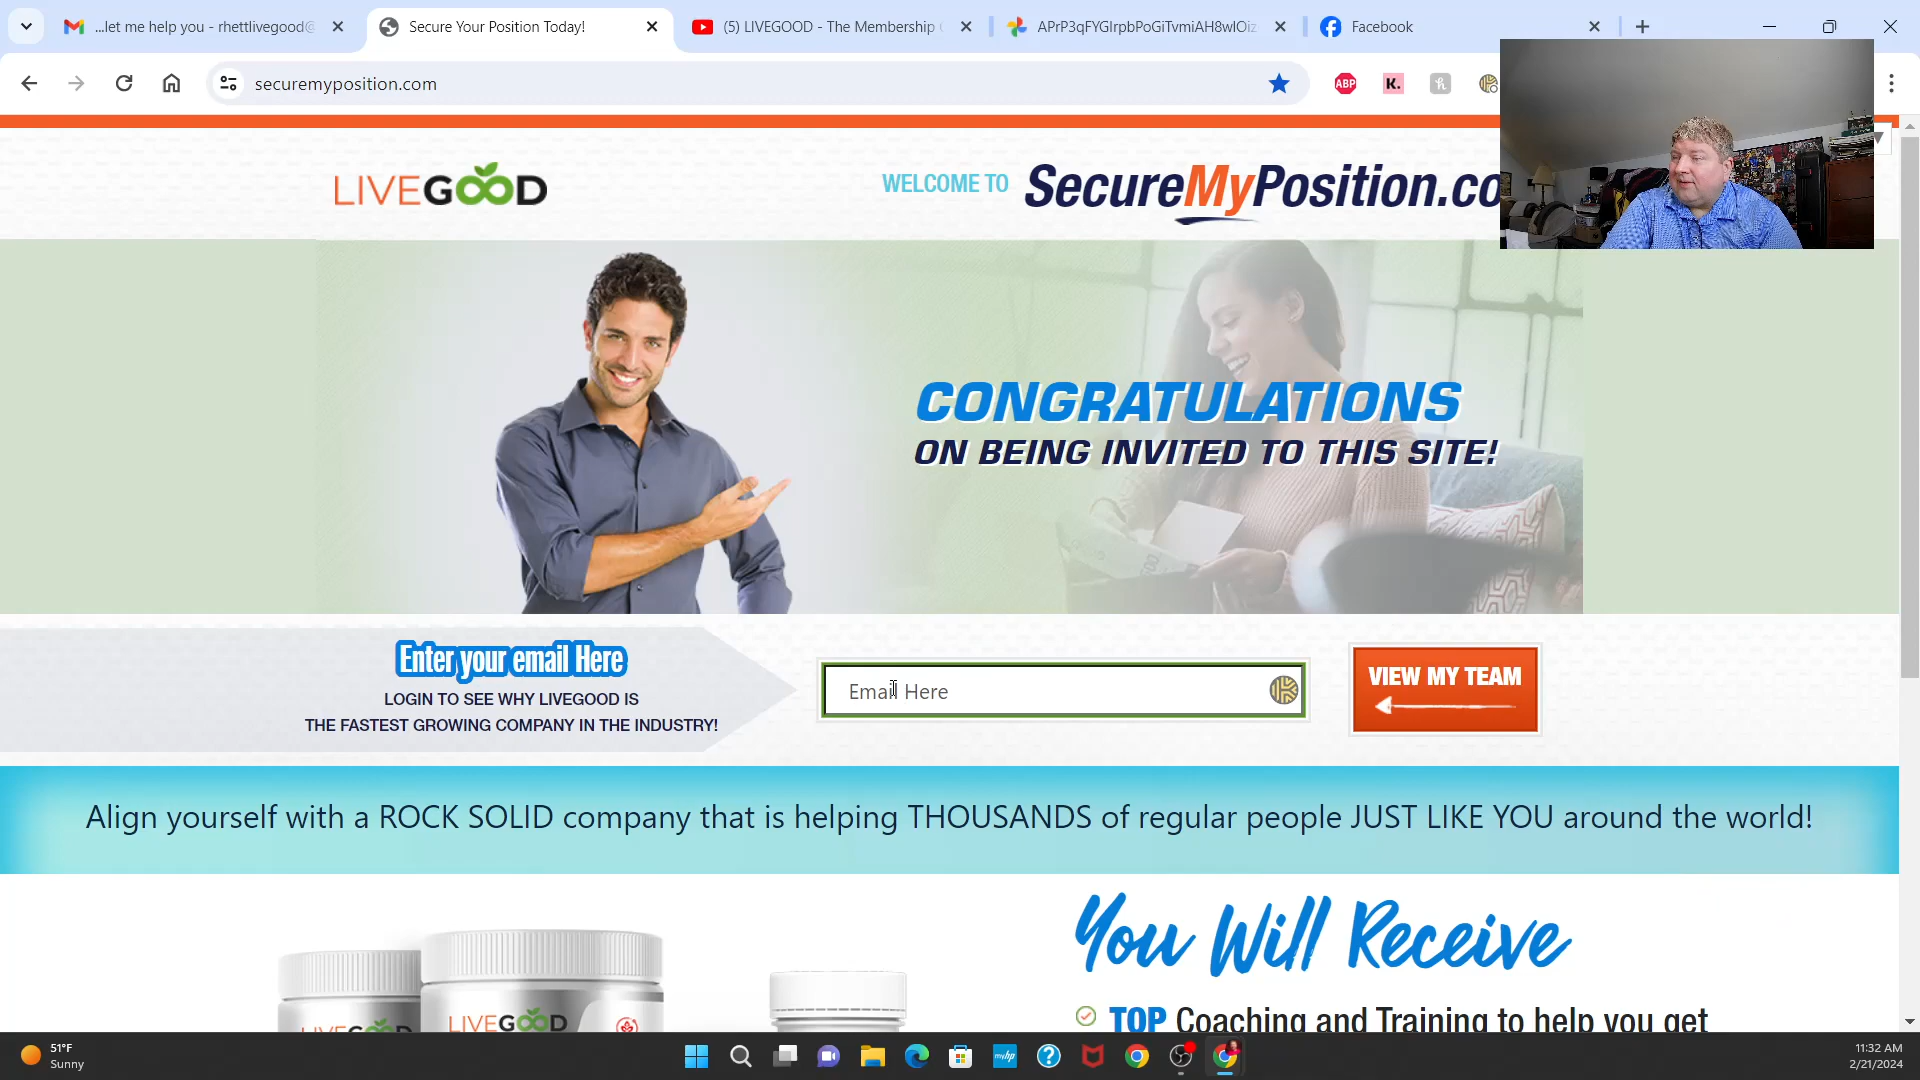 ...let me help you - rhettlivegood@
Secure Your Position Today!
(5) LIVEGOOD - The Membership
APrP3qFYGIrpbPoGiTvmiAH8wIOiz
Facebook
securemyposition.com
ABP
K.
h
LIVEGOOD
WELCOME TO
SecureMyPosition.co
CONGRATULATIONS
ON BEING INVITED TO THIS SITE!
Enter your email Here
LOGIN TO SEE WHY LIVEGOOD IS
THE FASTEST GROWING COMPANY IN THE INDUSTRY!
Email Here
VIEW MY TEAM
Align yourself with a ROCK SOLID company that is helping THOUSANDS of regular people JUST LIKE YOU around the world!
You Will Receive
TOP Coaching and Training to help you get
LIVEGOOD
LIVEGOOD
51°F
Sunny
myhp
11:32 AM
2/21/2024